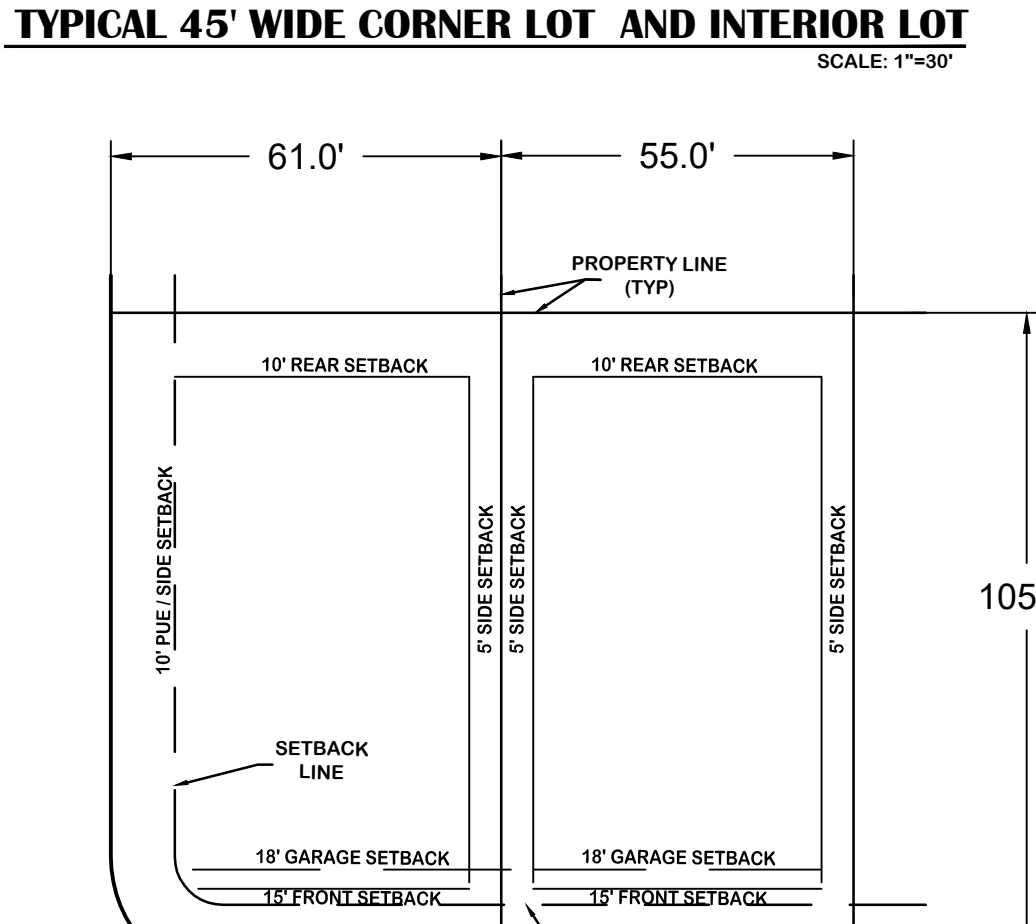 TYPICAL 45' WIDE CORNER LOT AND INTERIOR LOT
SCALE: 1"=30'
61.0'
55.0'
PROPERTY LINE
(TYP)
10' REAR SETBACK
10' REAR SETBACK
10' PUE / SIDE SETBACK
5' SIDE SETBACK
5' SIDE SETBACK
5' SIDE SETBACK
105
SETBACK
LINE
18' GARAGE SETBACK
18' GARAGE SETBACK
15' FRONT SETBACK
15' FRONT SETBACK